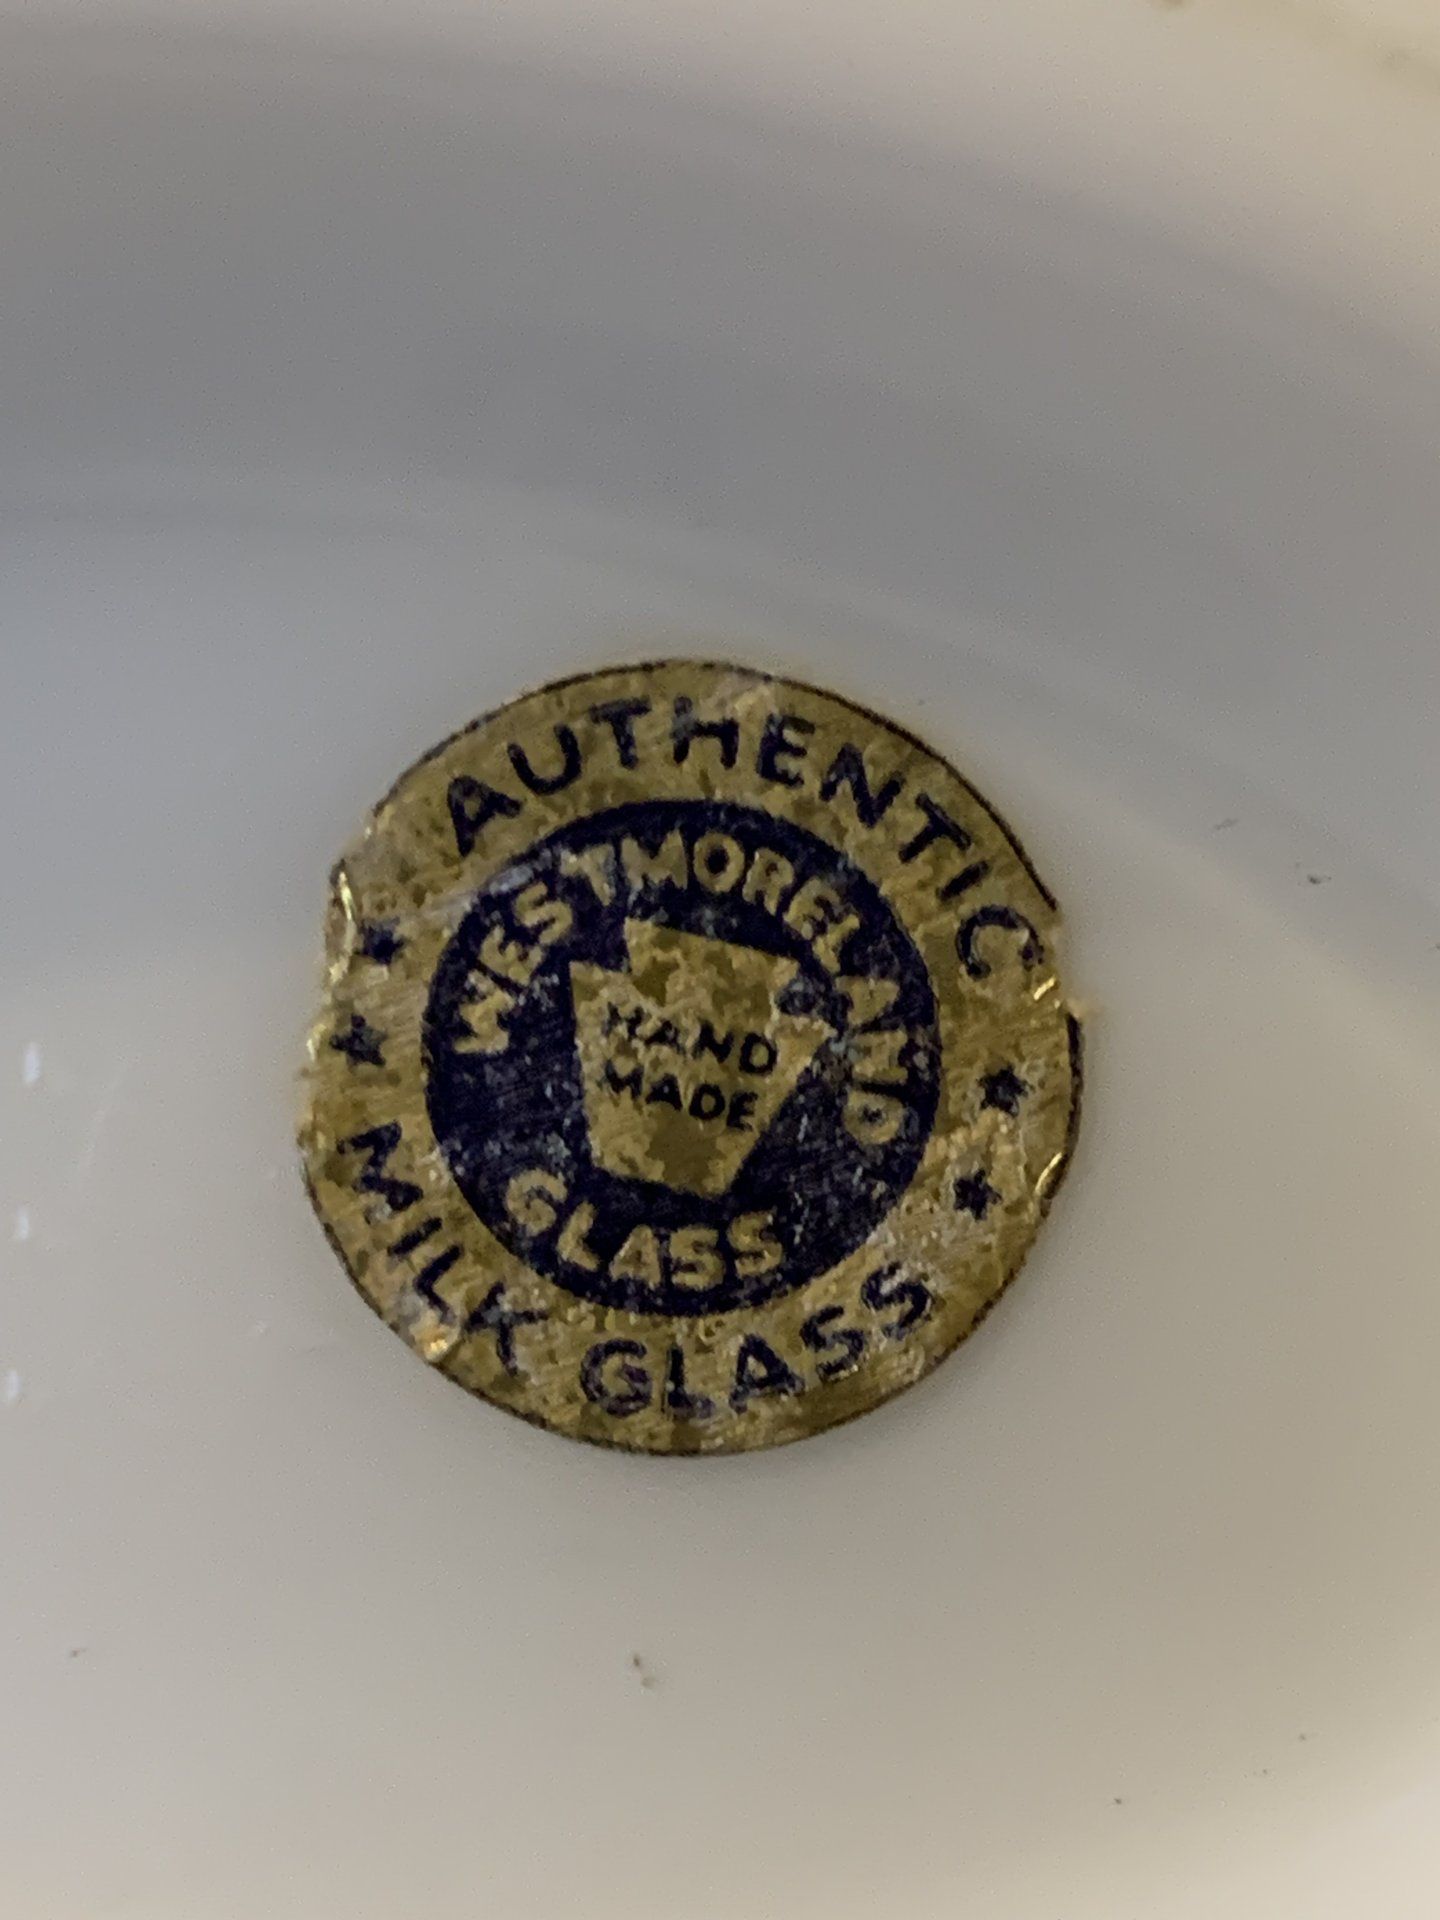 AUTHENTIC
WESTMORELAND
HAND
MADE
GLASS
MILK GLASS